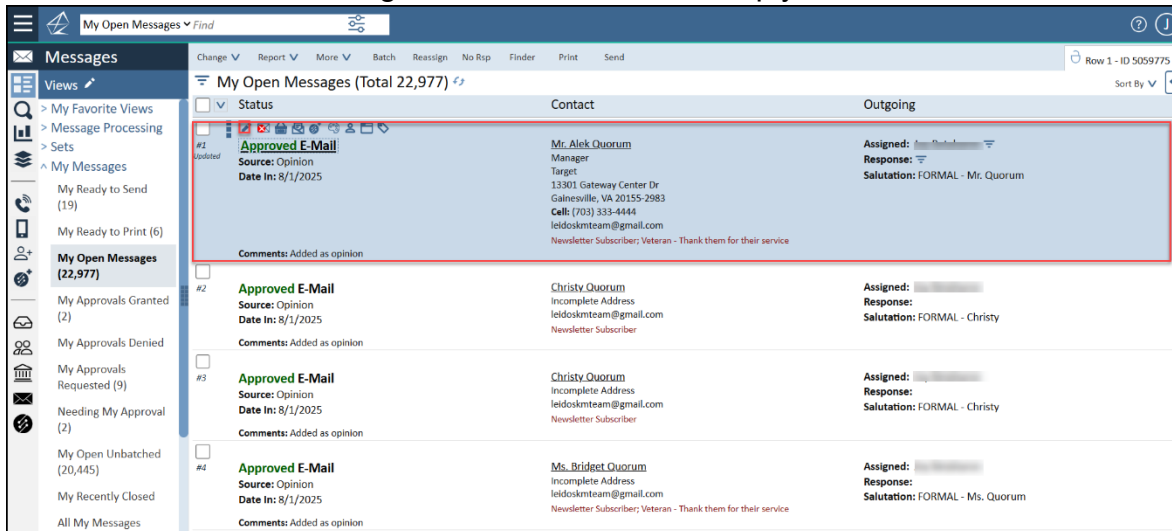 My Open Messages Find
Messages
Change Report More Batch Reassign No Rsp Finder Print Send
Row 1 - ID 5059775
Views
My Open Messages (Total 22,977)
Sort By
> My Favorite Views
> Message Processing
> Sets
^ My Messages
My Ready to Send
(19)
My Ready to Print (6)
My Open Messages
(22,977)
My Approvals Granted
(2)
My Approvals Denied
My Approvals
Requested (9)
Needing My Approval
(2)
My Open Unbatched
(20,445)
My Recently Closed
All My Messages
Status Contact Outgoing
#1
Updated
Approved E-Mail
Source: Opinion
Date In: 8/1/2025
Comments: Added as opinion
Mr. Alek Quorum
Manager
Target
13301 Gateway Center Dr
Gainesville, VA 20155-2983
Cell: (703) 333-4444
leidoskmteam@gmail.com
Newsletter Subscriber; Veteran - Thank them for their service
Assigned:
Response:
Salutation: FORMAL - Mr. Quorum
#2
Approved E-Mail
Source: Opinion
Date In: 8/1/2025
Comments: Added as opinion
Christy Quorum
Incomplete Address
leidoskmteam@gmail.com
Newsletter Subscriber
Assigned:
Response:
Salutation: FORMAL - Christy
#3
Approved E-Mail
Source: Opinion
Date In: 8/1/2025
Comments: Added as opinion
Christy Quorum
Incomplete Address
leidoskmteam@gmail.com
Newsletter Subscriber
Assigned:
Response:
Salutation: FORMAL - Christy
#4
Approved E-Mail
Source: Opinion
Date In: 8/1/2025
Comments: Added as opinion
Ms. Bridget Quorum
Incomplete Address
leidoskmteam@gmail.com
Newsletter Subscriber; Veteran - Thank them for their service
Assigned:
Response:
Salutation: FORMAL - Ms. Quorum